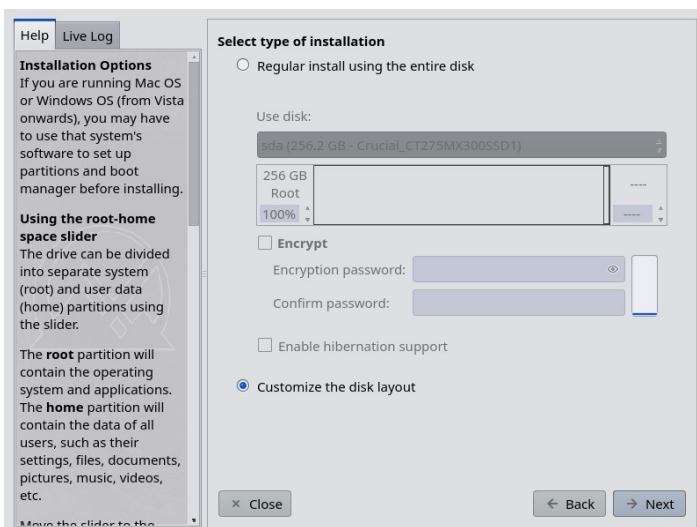 Help
Live Log
Installation Options
If you are running Mac OS
or Windows OS (from Vista
onwards), you may have
to use that system's
software to set up
partitions and boot
manager before installing.
Using the root-home
space slider
The drive can be divided
into separate system
(root) and user data
(home) partitions using
the slider.
The root partition will
contain the operating
system and applications.
The home partition will
contain the data of all
users, such as their
settings, files, documents,
pictures, music, videos,
etc.
Move the slider to the
Select type of installation
Regular install using the entire disk
Use disk:
sda (256.2 GB - Crucial_CT275MX300SSD1)
256 GB
Root
100%
----
----
Encrypt
Encryption password:
Confirm password:
Enable hibernation support
Customize the disk layout
Close
Back
Next